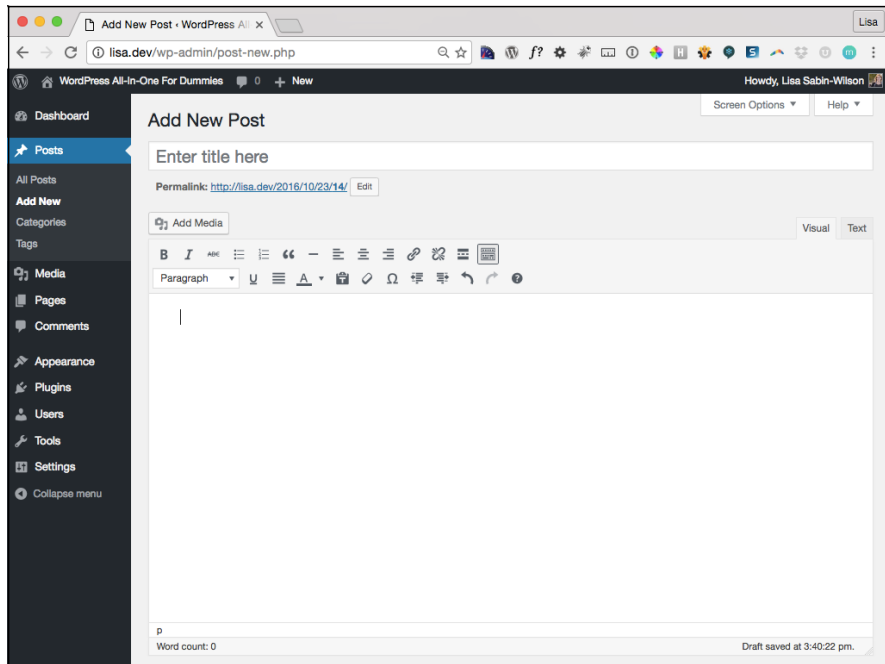 Add New Post ‹ WordPress All
Lisa
lisa.dev/wp-admin/post-new.php
f?
WordPress All-In-One For Dummies 0 + New Howdy, Lisa Sabin-Wilson
Screen Options ▼ Help ▼
Dashboard
Add New Post
Posts
Enter title here
All Posts
Permalink: http://lisa.dev/2016/10/23/14/ Edit
Add New
Categories
Add Media
Visual Text
Tags
B I ABC
Media
Paragraph U A Ω
Pages
Comments
Appearance
Plugins
Users
Tools
Settings
Collapse menu
p
Word count: 0 Draft saved at 3:40:22 pm.